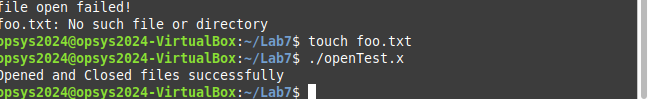 file open failed!
foo.txt: No such file or directory
opsys2024@opsys2024-VirtualBox:~/Lab7$ touch foo.txt
opsys2024@opsys2024-VirtualBox:~/Lab7$ ./openTest.x
Opened and Closed files successfully
opsys2024@opsys2024-VirtualBox:~/Lab7$